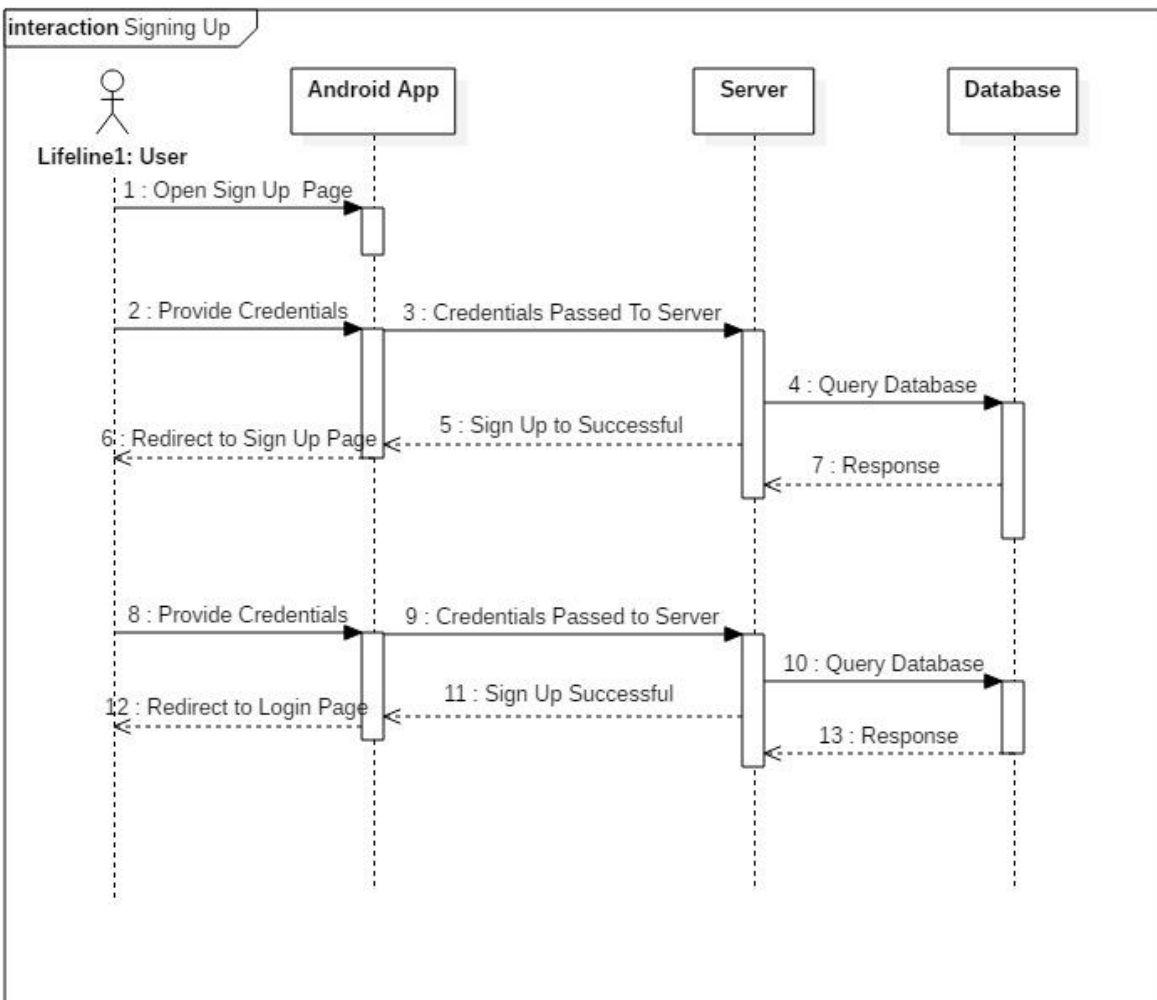 interaction Signing Up
Android App
Server
Database
Lifeline1: User
1 : Open Sign Up  Page
2 : Provide Credentials
3 : Credentials Passed To Server
4 : Query Database
5 : Sign Up to Successful
6 : Redirect to Sign Up Page
7 : Response
8 : Provide Credentials
9 : Credentials Passed to Server
10 : Query Database
11 : Sign Up Successful
12 : Redirect to Login Page
13 : Response